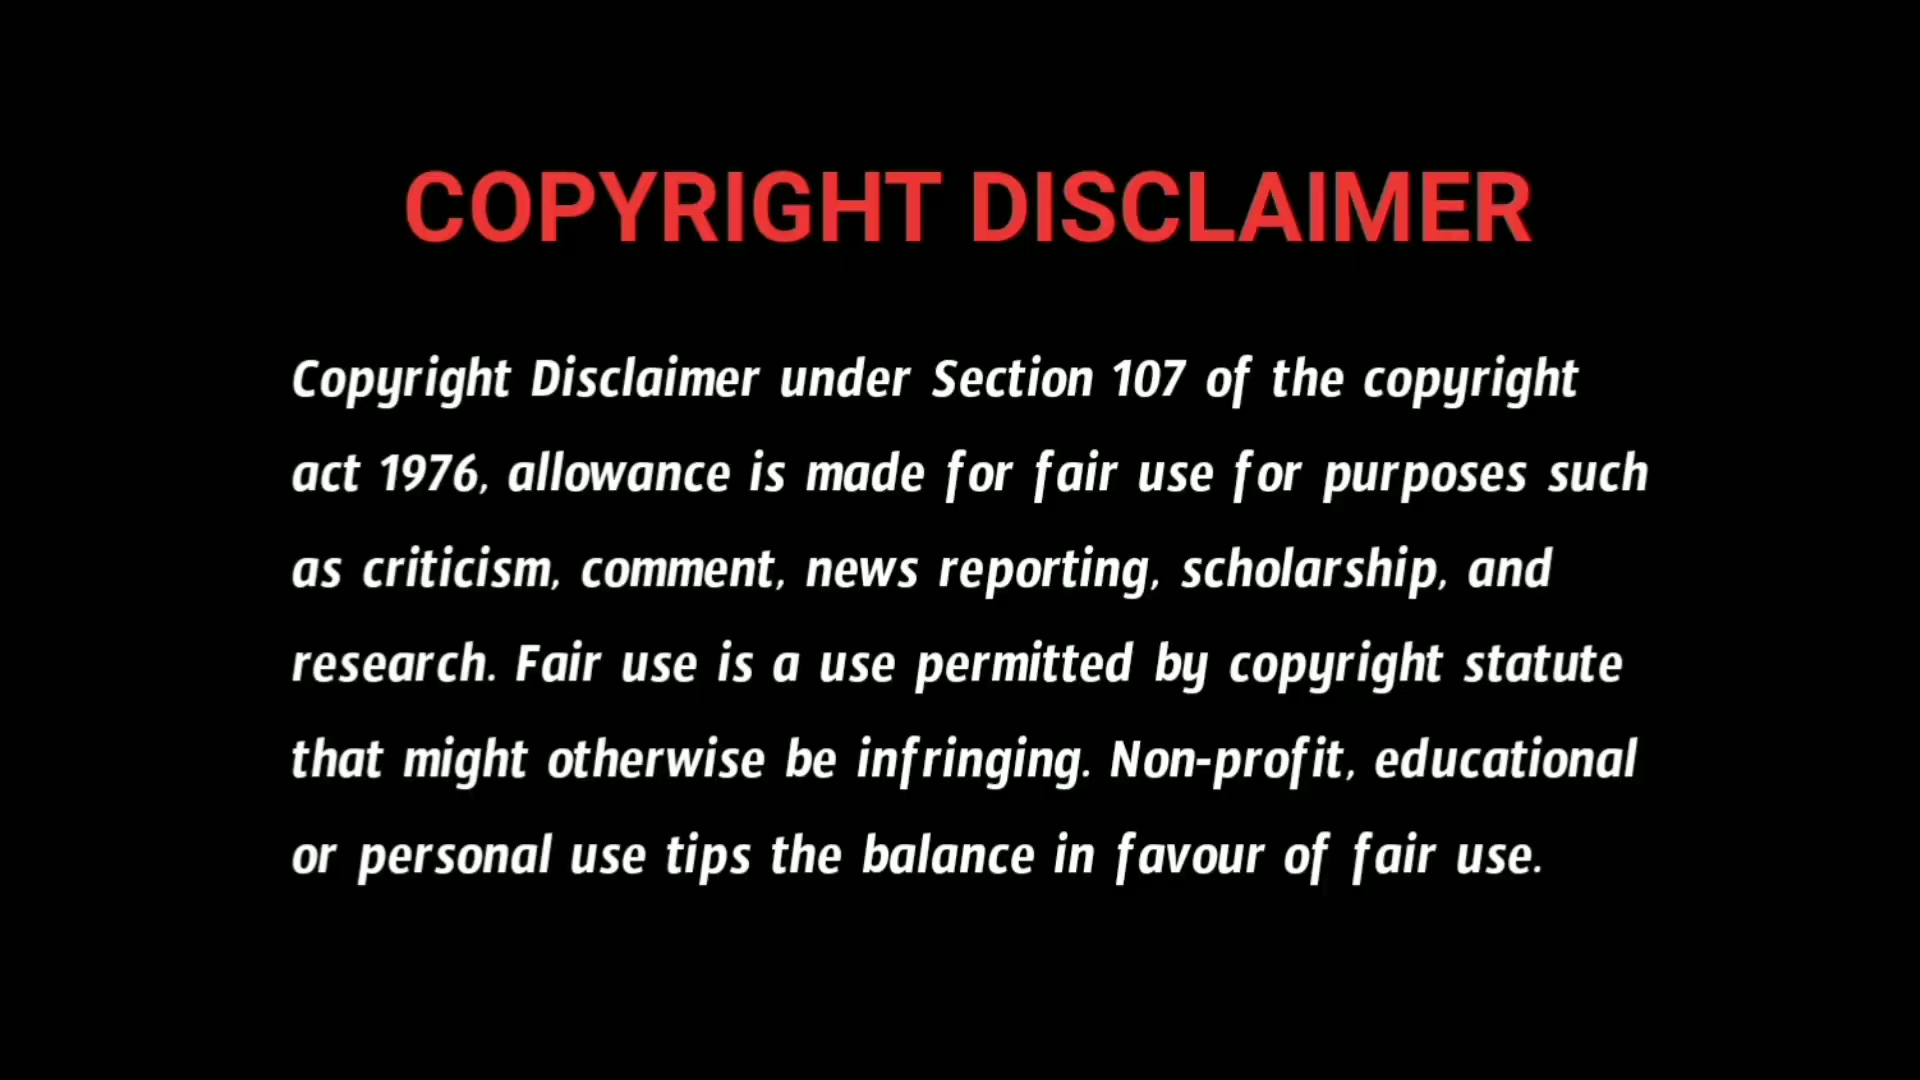 COPYRIGHT DISCLAIMER
Copyright Disclaimer under Section 107 of the copyright
act 1976, allowance is made for fair use for purposes such
as criticism, comment, news reporting, scholarship, and
research. Fair use is a use permitted by copyright statute
that might otherwise be infringing. Non-profit, educational
or personal use tips the balance in favour of fair use.